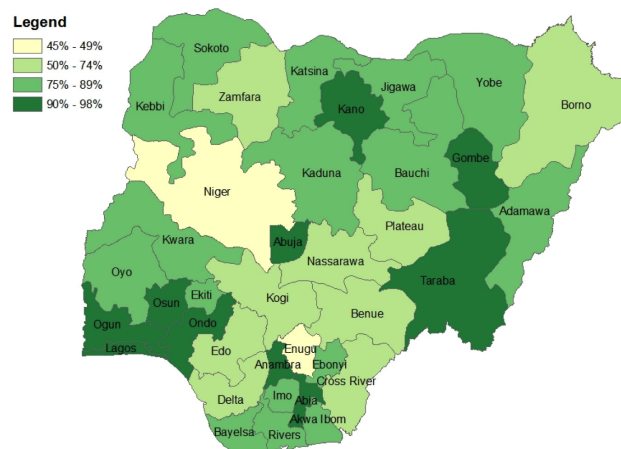 Legend
45% - 49%
50% - 74%
75% - 89%
90% - 98%
Sokoto
Kebbi
Zamfara
Katsina
Kano
Jigawa
Yobe
Borno
Niger
Kaduna
Bauchi
Gombe
Adamawa
Abuja
Plateau
Nassarawa
Taraba
Kwara
Oyo
Osun
Ekiti
Kogi
Benue
Ogun
Ondo
Lagos
Edo
Enugu
Anambra
Ebonyi
Cross River
Delta
Imo
Abia
Akwa Ibom
Bayelsa
Rivers